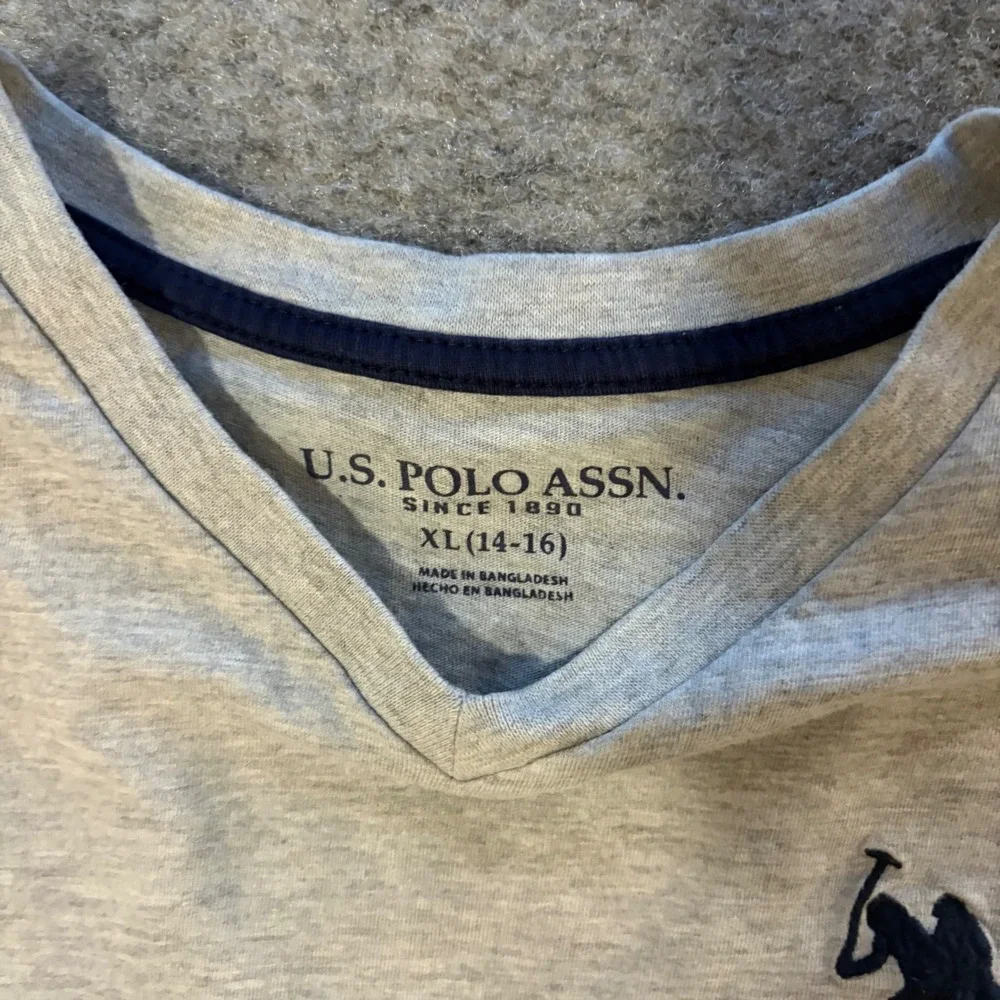 U.S. POLO ASSN.
SINCE 1890
XL (14-16)
MADE IN BANGLADESH
HECHO EN BANGLADESH